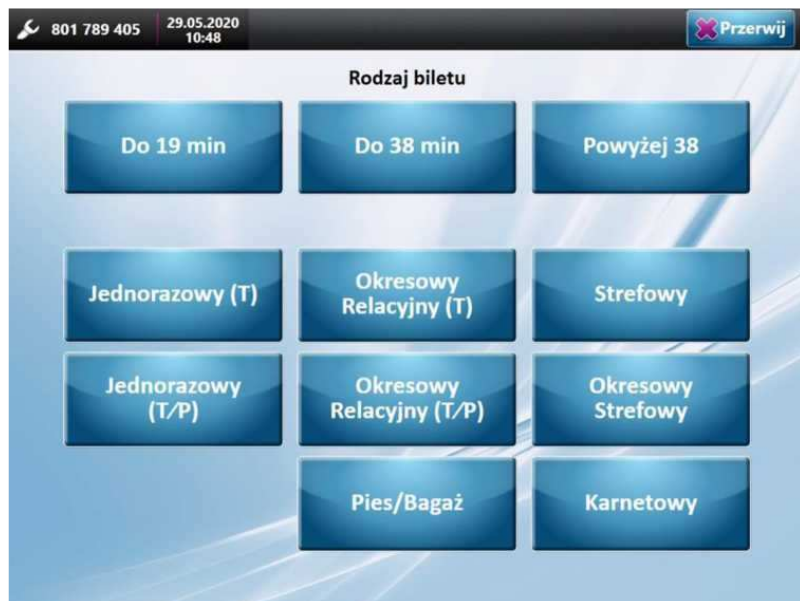 801 789 405
29.05.2020
10:48
Przerwij
Rodzaj biletu
Do 19 min
Do 38 min
Powyżej 38
Jednorazowy (T)
Okresowy
Relacyjny (T)
Strefowy
Jednorazowy
(T/P)
Okresowy
Relacyjny (T/P)
Okresowy
Strefowy
Pies/Bagaż
Karnetowy